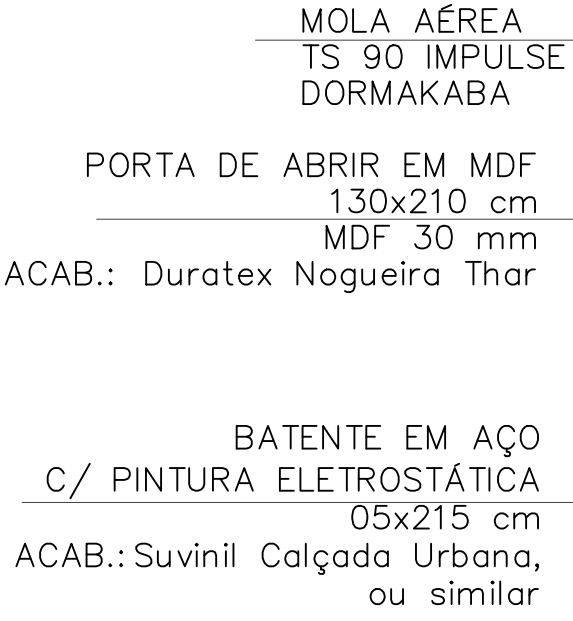 MOLA AÉREA
TS 90 IMPULSE
DORMAKABA
PORTA DE ABRIR EM MDF
130x210 cm
MDF 30 mm
ACAB.: Duratex Nogueira Thar
BATENTE EM AÇO
C/ PINTURA ELETROSTÁTICA
05x215 cm
ACAB.: Suvinil Calçada Urbana,
ou similar